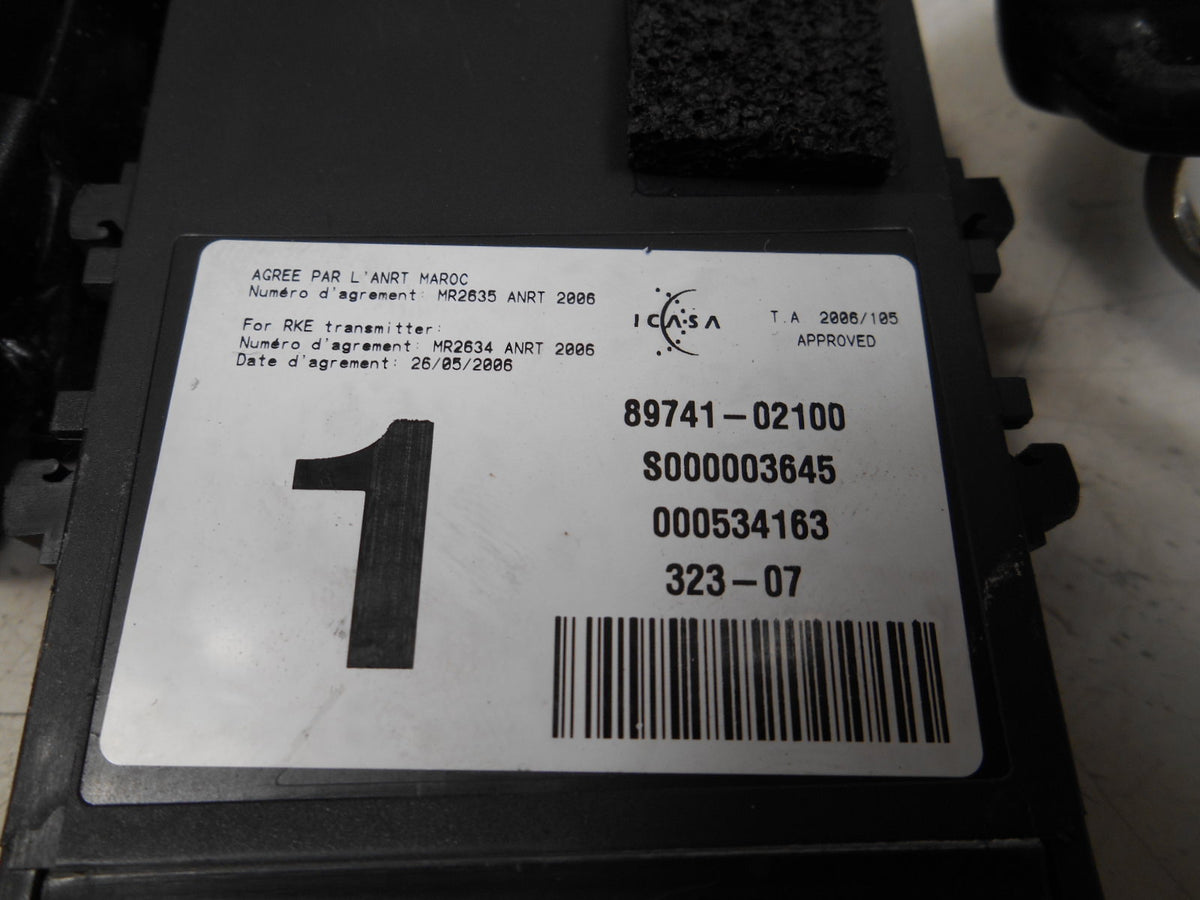 AGREE PAR L'ANRT MAROC
Numéro d'agrement: MR2635 ANRT 2006
For RKE transmitter:
Numéro d'agrement: MR2634 ANRT 2006
Date d'agrement: 26/05/2006
ICASA
T.A 2006/105
APPROVED
1
89741-02100
S000003645
000534163
323-07